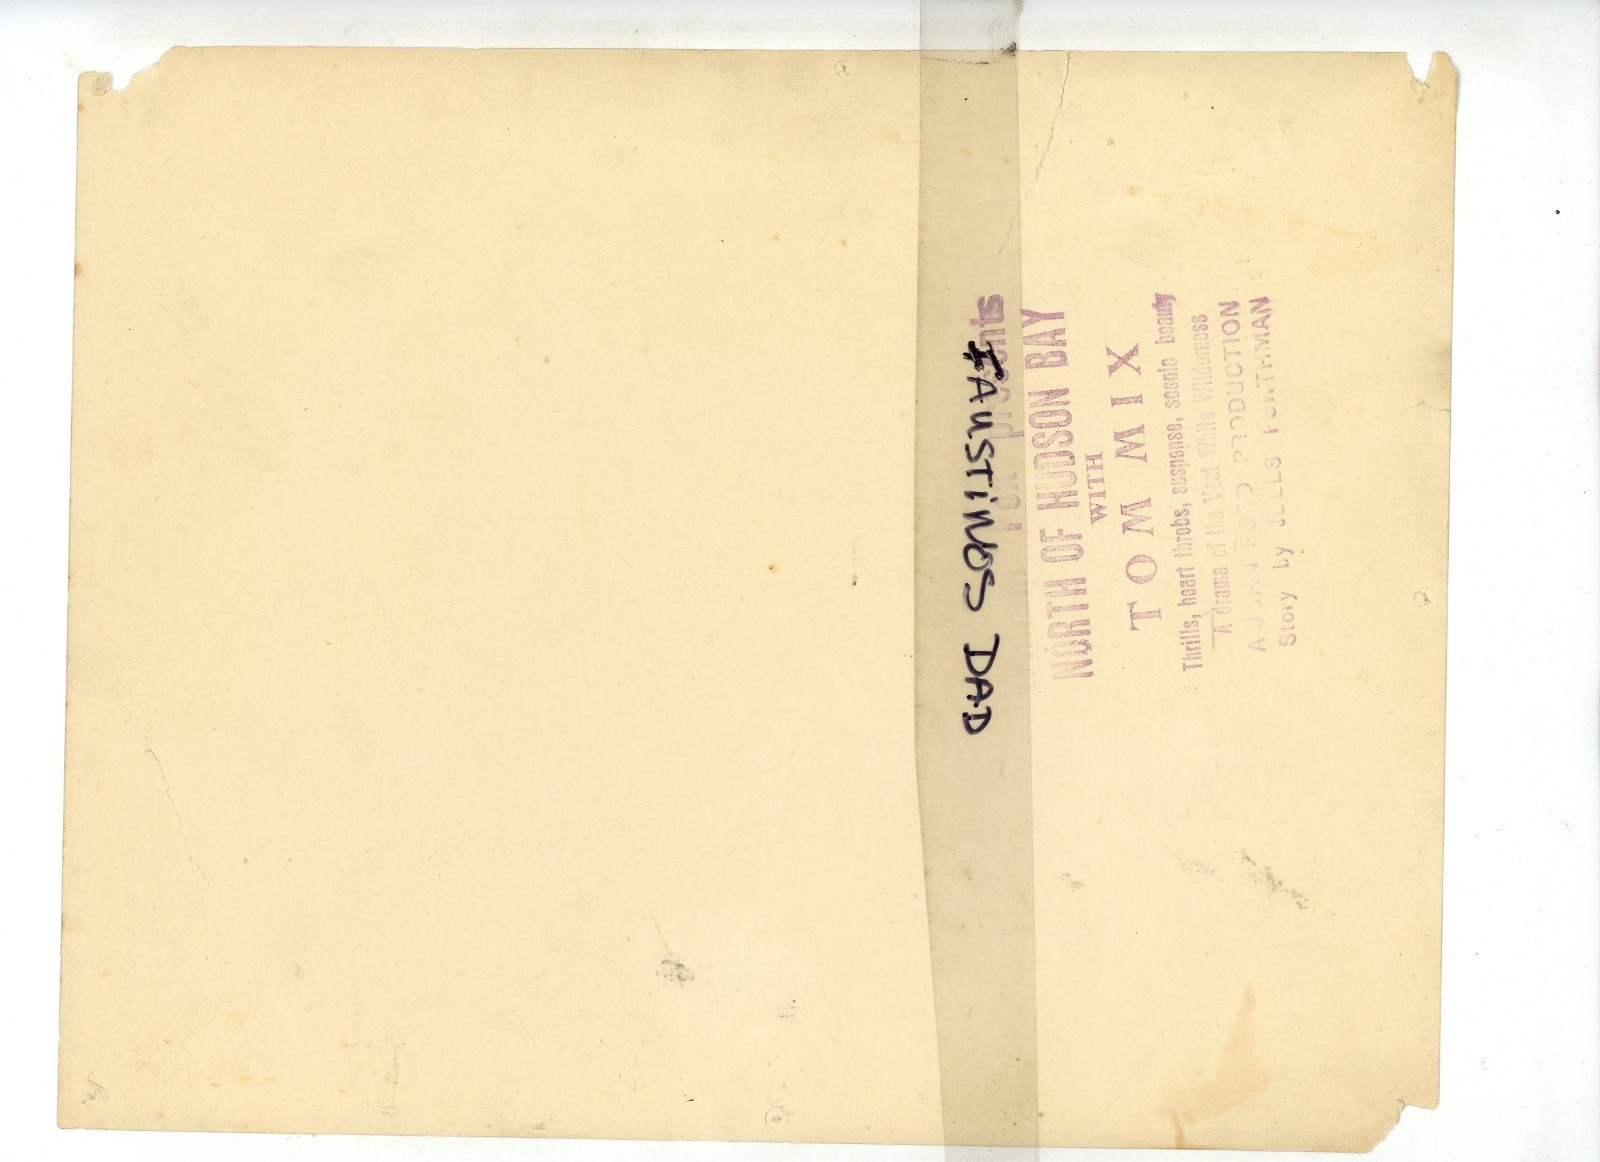 FAUSTINOS DAD
Fox presents
NORTH OF HUDSON BAY
WITH
TOM MIX
Thrills, heart throbs, suspense, scenic beauty
A drama of the Vast White Wilderness
A JOHN FORD PRODUCTION
Story by JULES FURTHMAN